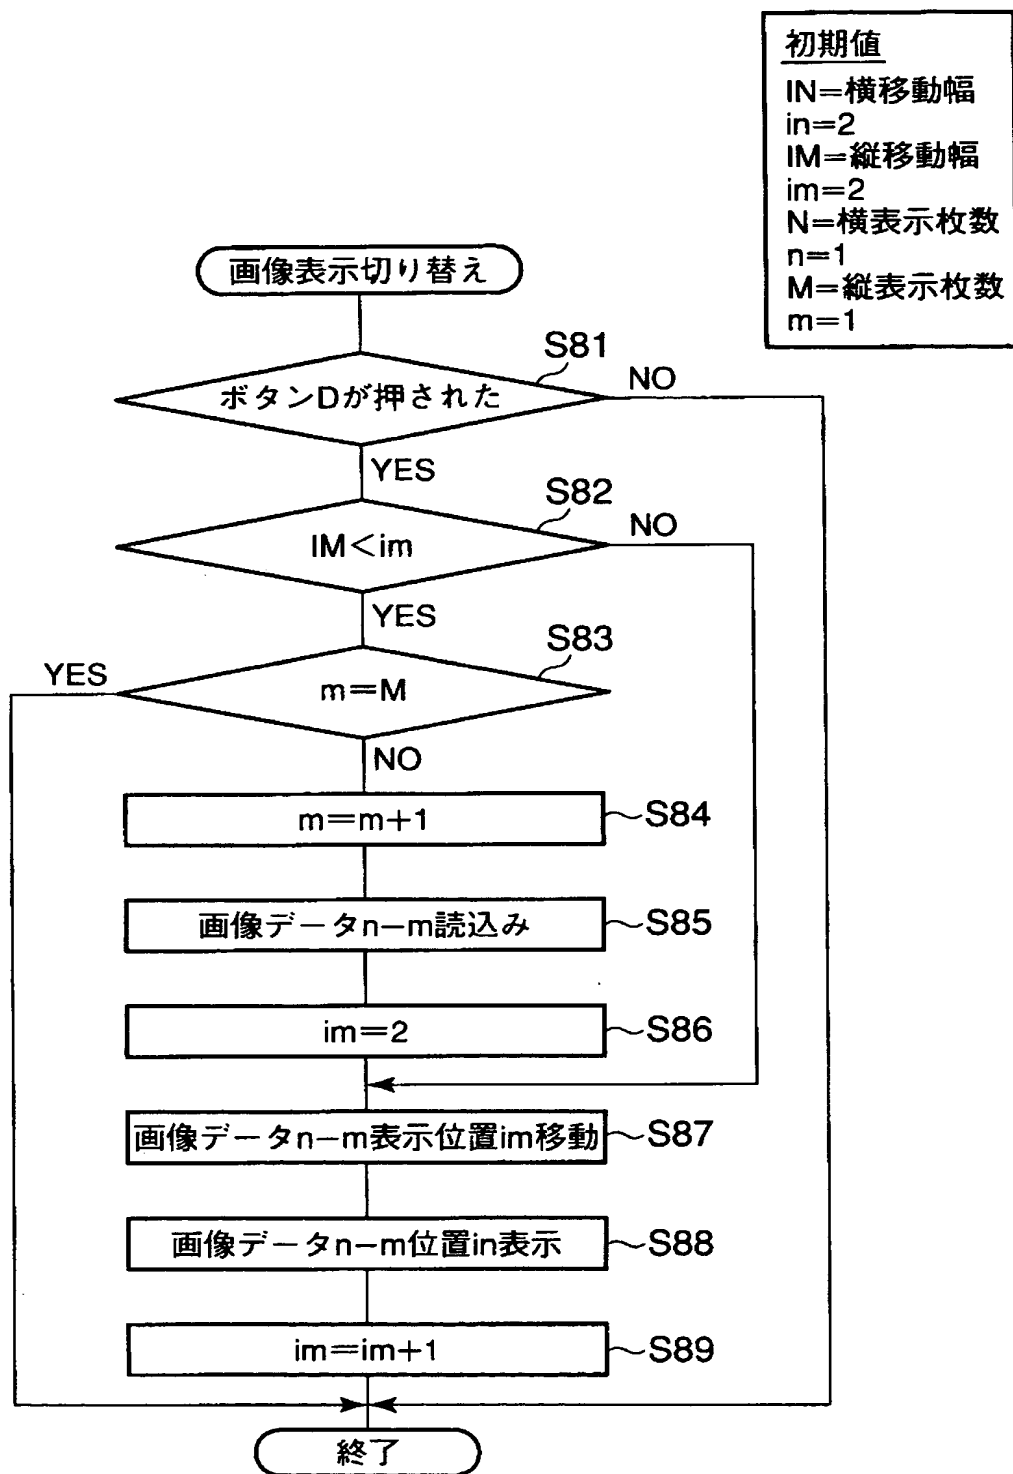 初期値
IN=横移動幅
in=2
IM=縦移動幅
im=2
N=横表示枚数
n=1
M=縦表示枚数
m=1
画像表示切り替え
S81
ボタンDが押された
NO
YES
S82
IM<im
NO
YES
S83
m=M
YES
NO
m=m+1
S84
画像データn-m読込み
S85
im=2
S86
画像データn-m表示位置im移動
S87
画像データn-m位置in表示
S88
im=im+1
S89
終了